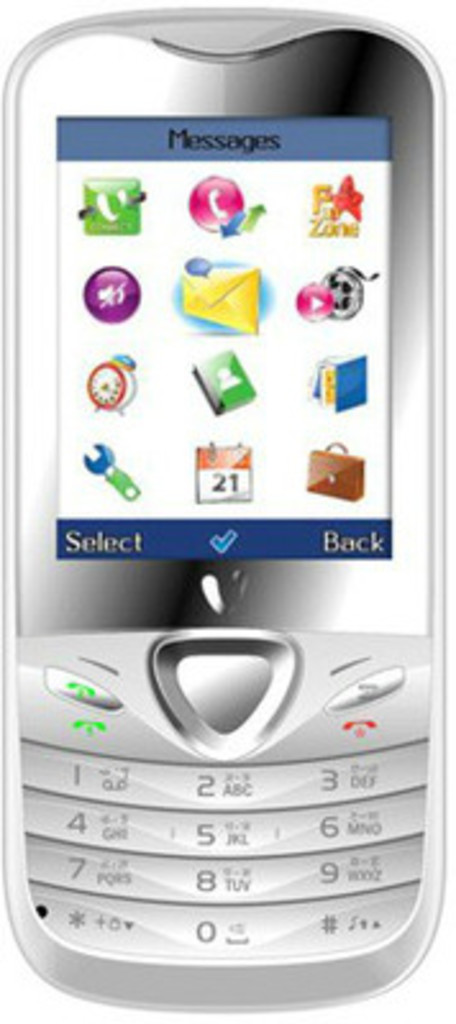 Messages
CONNECT
Fun
Zone
21
Select Back
1
2 ABC
3 DEF
4 GHI
5 JKL
6 MNO
7 PQRS
8 TUV
9 WXYZ
* +
0
#